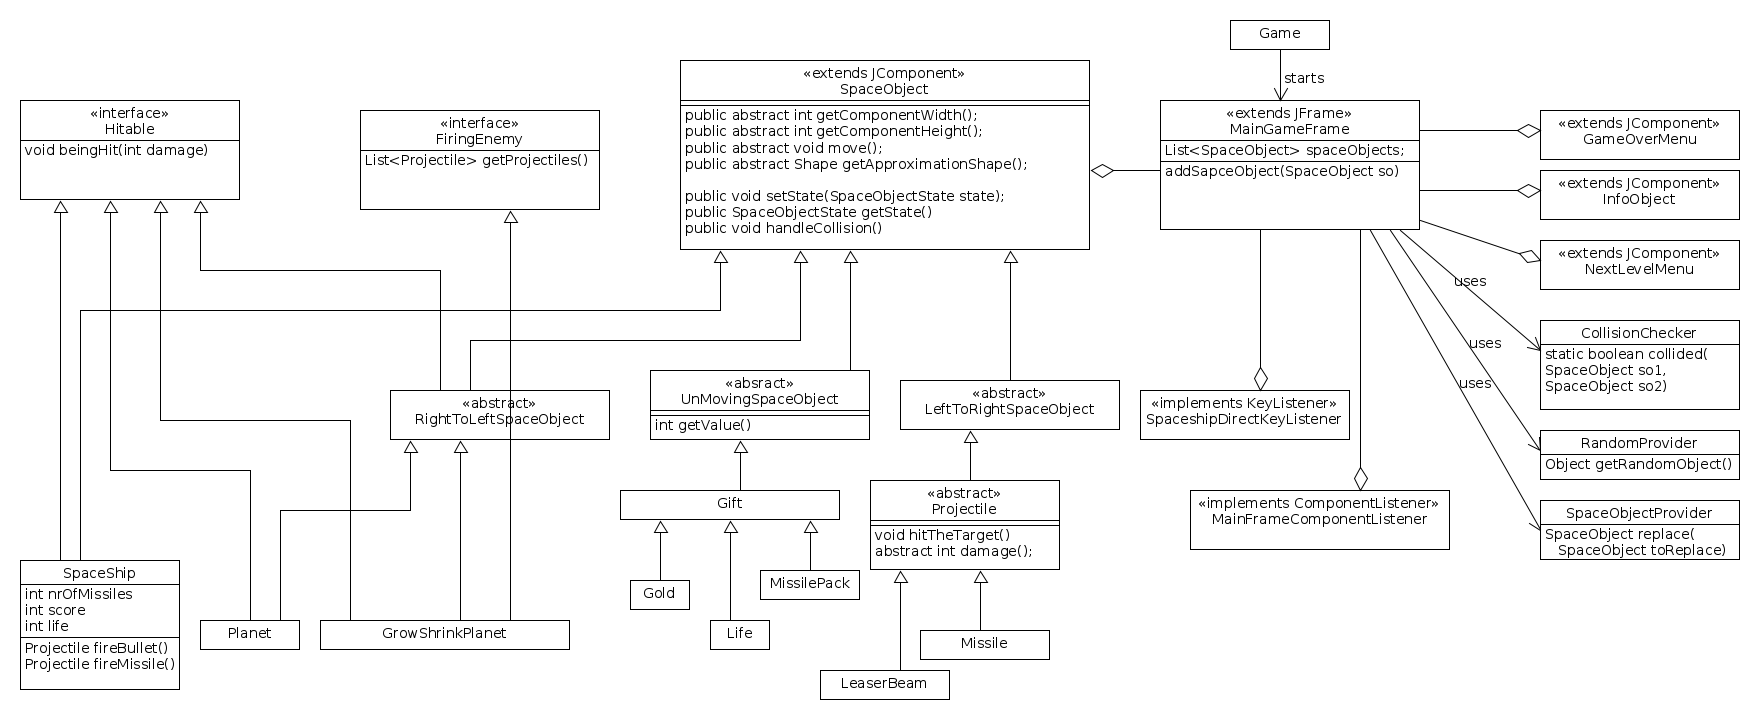 Game
starts
«extends JComponent»
SpaceObject
public abstract int getComponentWidth();
public abstract int getComponentHeight();
public abstract void move();
public abstract Shape getApproximationShape();
public void setState(SpaceObjectState state);
public SpaceObjectState getState()
public void handleCollision()
«interface»
Hitable
void beingHit(int damage)
«interface»
FiringEnemy
List<Projectile> getProjectiles()
«extends JFrame»
MainGameFrame
List<SpaceObject> spaceObjects;
addSapceObject(SpaceObject so)
«extends JComponent»
GameOverMenu
«extends JComponent»
InfoObject
«extends JComponent»
NextLevelMenu
uses
uses
uses
CollisionChecker
static boolean collided(
SpaceObject so1,
SpaceObject so2)
RandomProvider
Object getRandomObject()
SpaceObjectProvider
SpaceObject replace(
SpaceObject toReplace)
«abstract»
RightToLeftSpaceObject
«absract»
UnMovingSpaceObject
int getValue()
«abstract»
LeftToRightSpaceObject
«implements KeyListener»
SpaceshipDirectKeyListener
«implements ComponentListener»
MainFrameComponentListener
Gift
«abstract»
Projectile
void hitTheTarget()
abstract int damage();
SpaceShip
int nrOfMissiles
int score
int life
Projectile fireBullet()
Projectile fireMissile()
Planet
GrowShrinkPlanet
Gold
Life
MissilePack
Missile
LeaserBeam